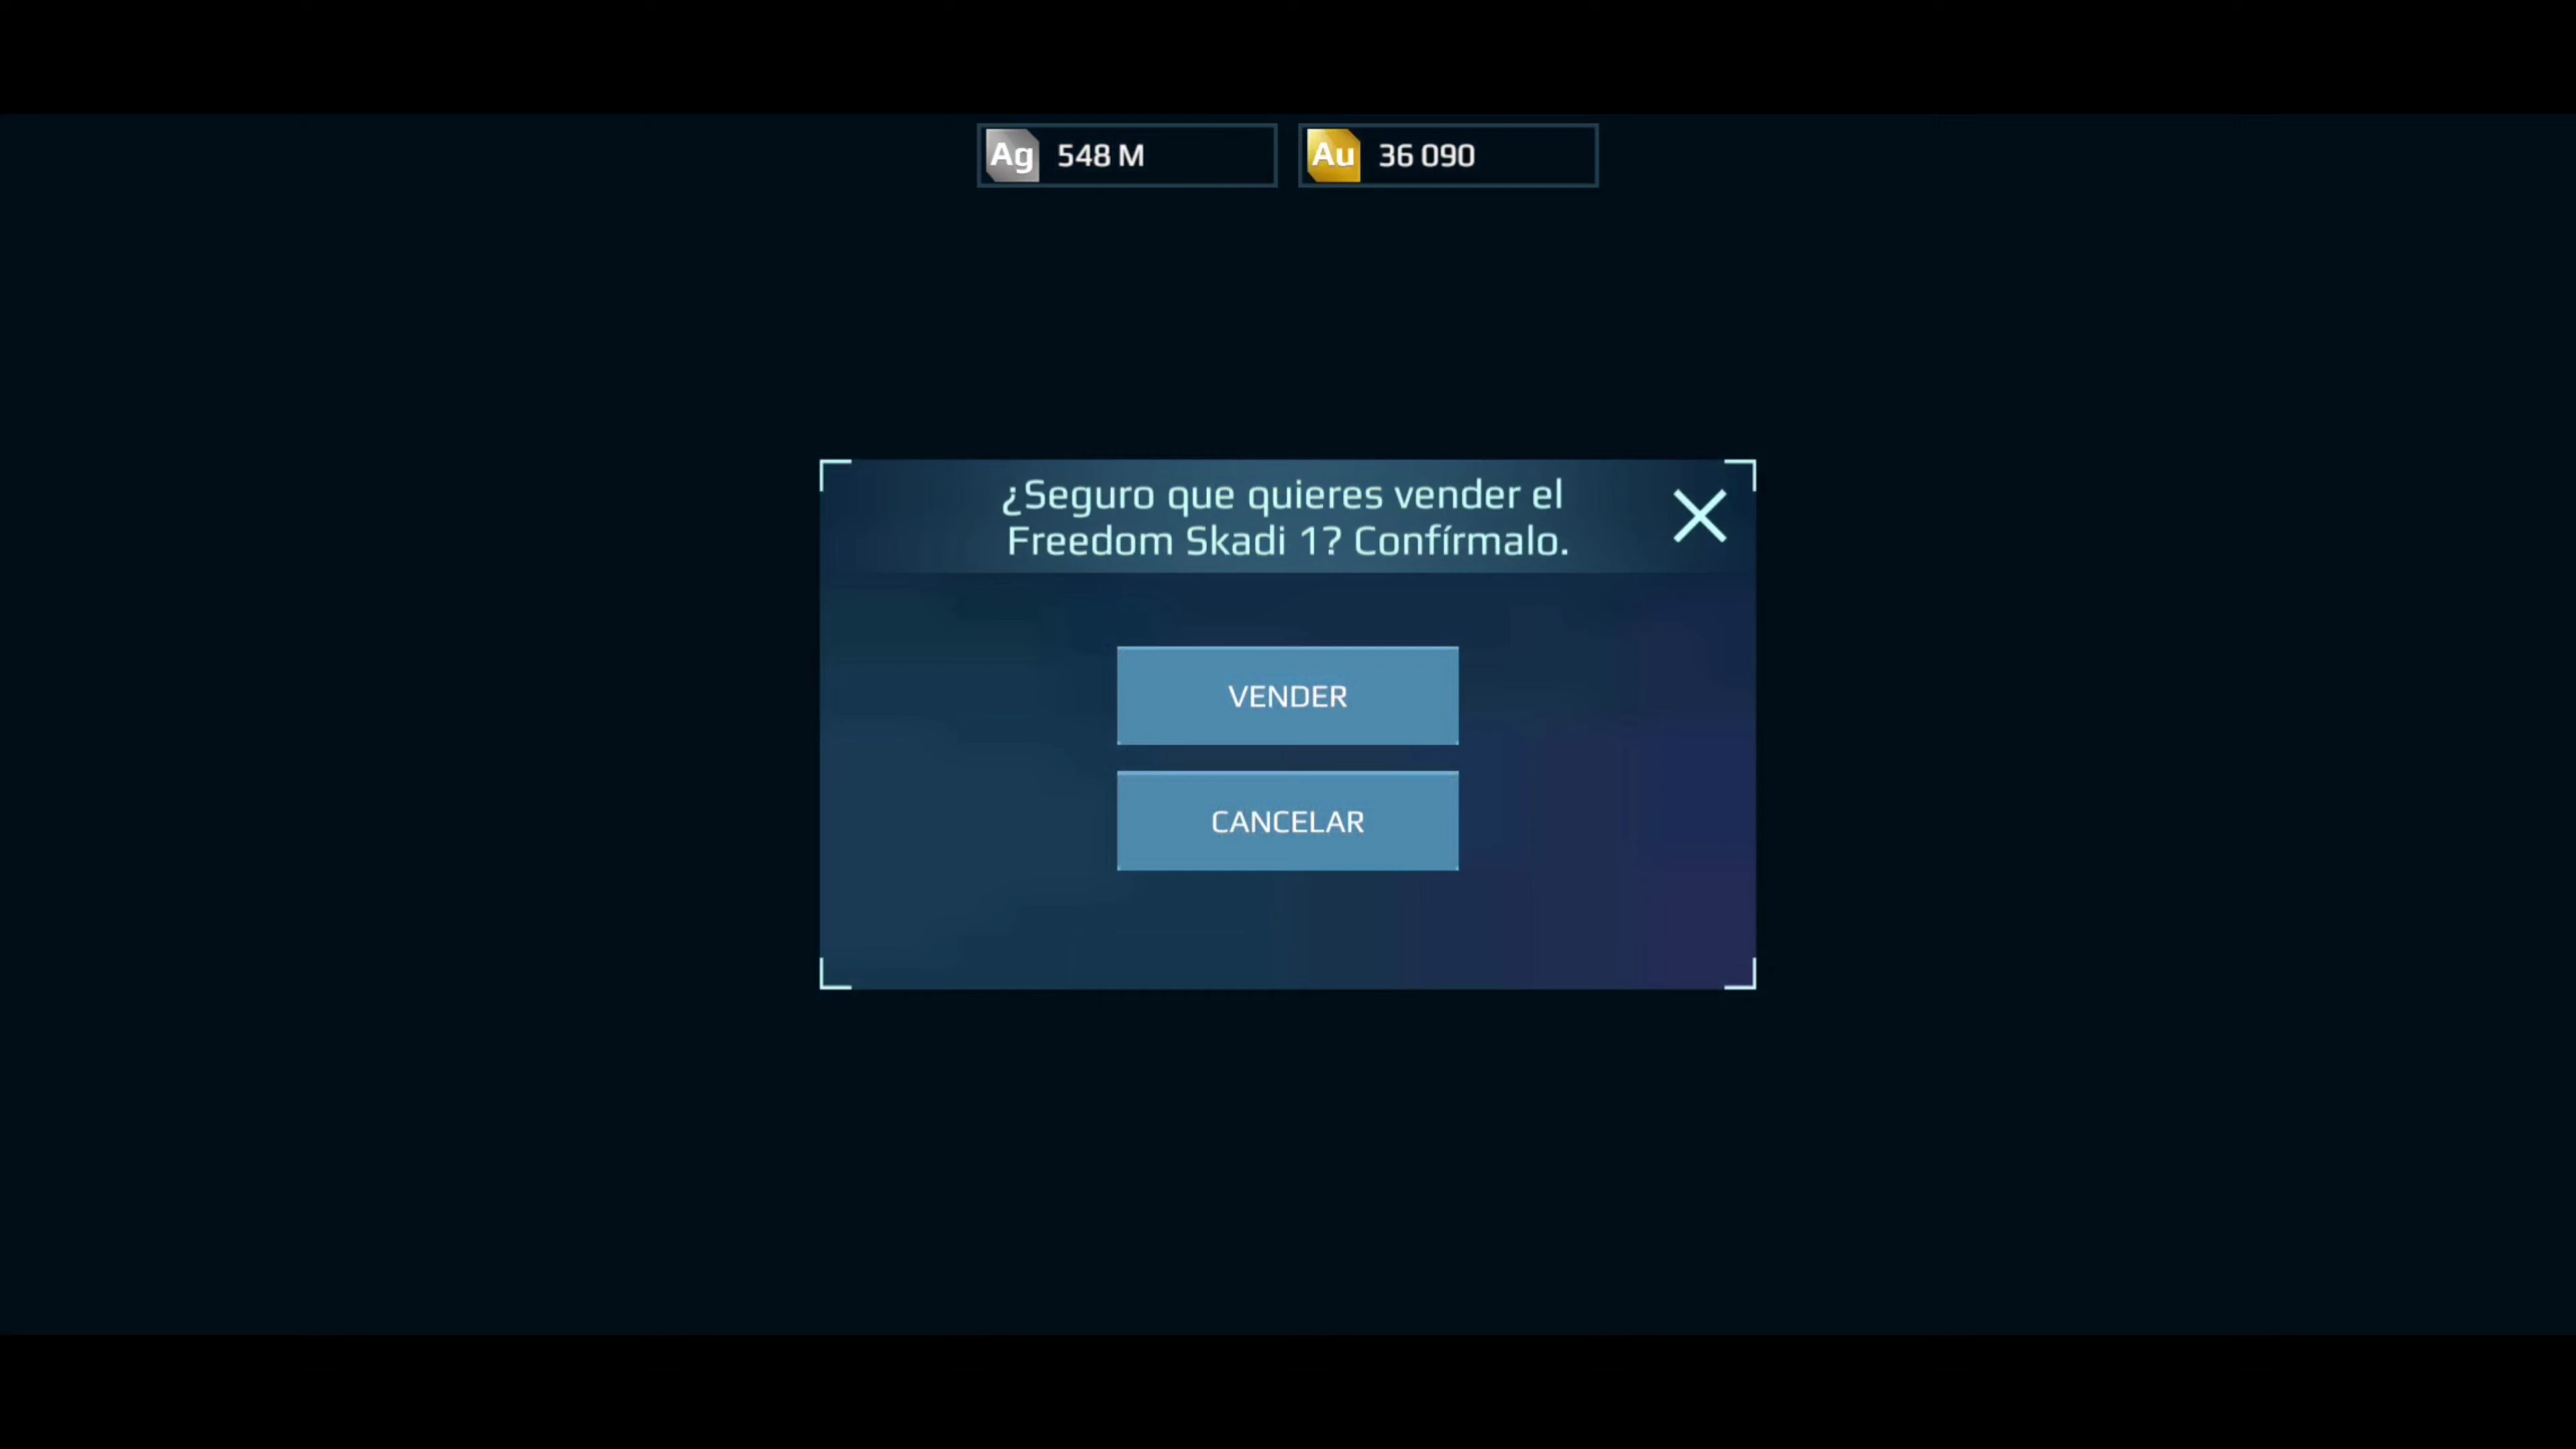 Ag 548 M Au 36 090
¿Seguro que quieres vender el
Freedom Skadi 1? Confírmalo.
VENDER
CANCELAR